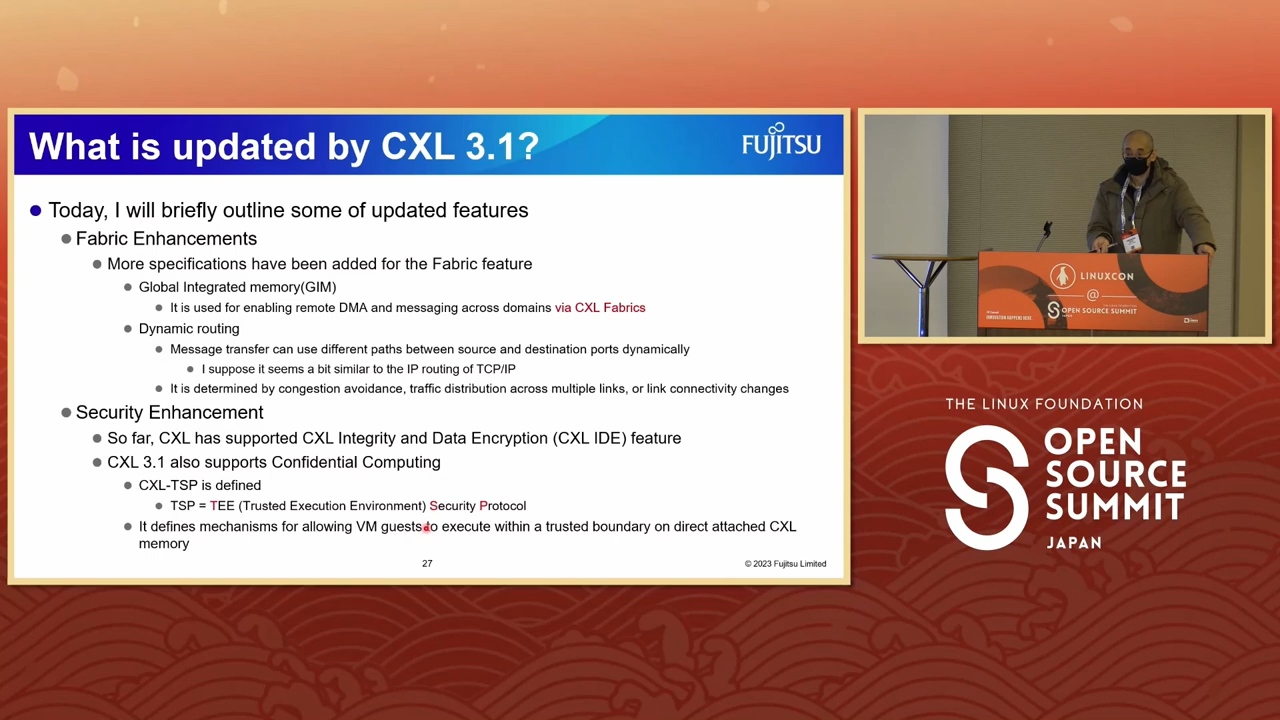 What is updated by CXL 3.1?
FUJITSU
Today, I will briefly outline some of updated features
Fabric Enhancements
More specifications have been added for the Fabric feature
Global Integrated memory(GIM)
It is used for enabling remote DMA and messaging across domains via CXL Fabrics
Dynamic routing
Message transfer can use different paths between source and destination ports dynamically
I suppose it seems a bit similar to the IP routing of TCP/IP
It is determined by congestion avoidance, traffic distribution across multiple links, or link connectivity changes
Security Enhancement
So far, CXL has supported CXL Integrity and Data Encryption (CXL IDE) feature
CXL 3.1 also supports Confidential Computing
CXL-TSP is defined
TSP = TEE (Trusted Execution Environment) Security Protocol
It defines mechanisms for allowing VM guests to execute within a trusted boundary on direct attached CXL
memory
27
© 2023 Fujitsu Limited
LINUXCON
@
OPEN SOURCE SUMMIT
THE LINUX FOUNDATION
OPEN
SOURCE
SUMMIT
JAPAN